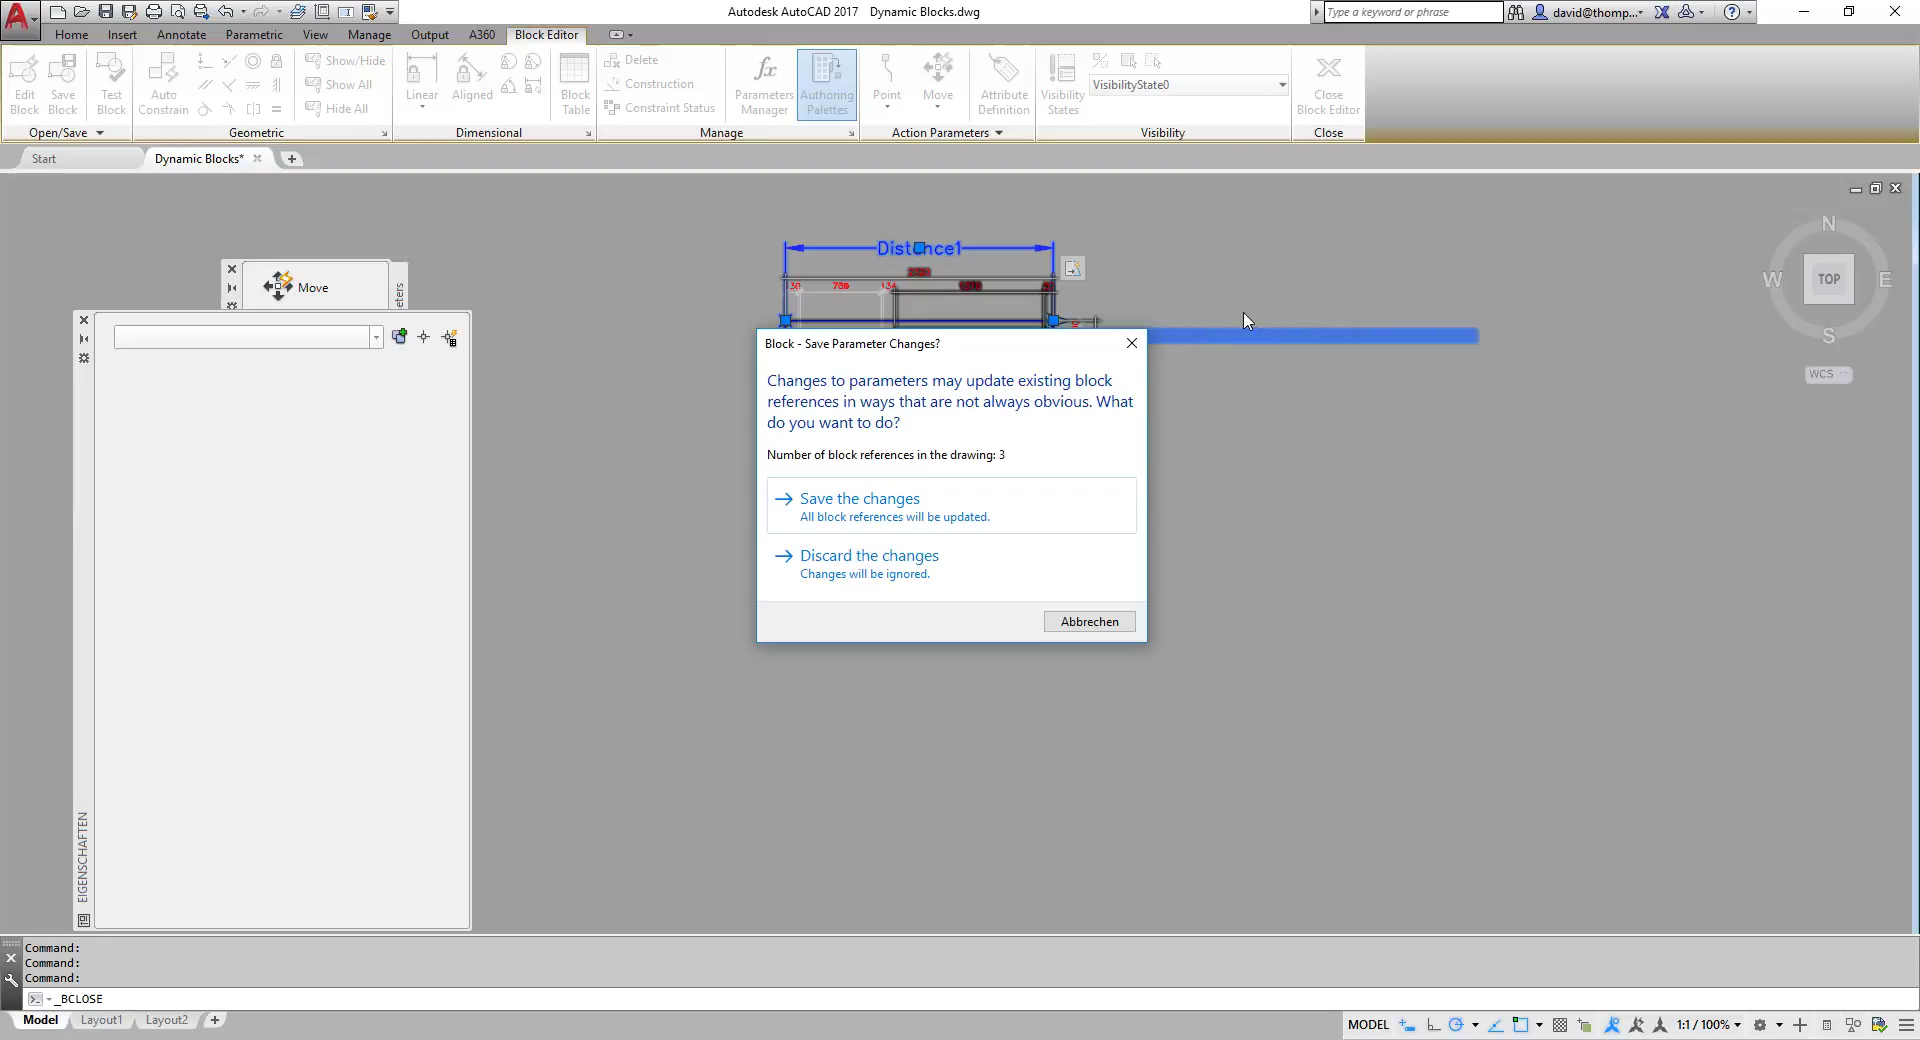 Autodesk AutoCAD 2017 Dynamic Blocks.dwg
Type a keyword or phrase
david@thomp...
Home Insert Annotate Parametric View Manage Output A360 Block Editor
Edit Block
Save Block
Test Block
Open/Save
Auto Constrain
Show/Hide
Show All
Hide All
Geometric
Linear
Aligned
Dimensional
Block Table
Delete
Construction
Constraint Status
Parameters Manager
Authoring Palettes
Manage
Point
Move
Action Parameters
Attribute Definition
Visibility States
VisibilityState0
Visibility
Close Block Editor
Close
Start
Dynamic Blocks*
N
W
TOP
E
S
WCS
Distance1
786
Move
EIGENSCHAFTEN
Block - Save Parameter Changes?
Changes to parameters may update existing block
references in ways that are not always obvious. What
do you want to do?
Number of block references in the drawing: 3
Save the changes
All block references will be updated.
Discard the changes
Changes will be ignored.
Abbrechen
Command:
Command:
Command:
_BCLOSE
Model Layout1 Layout2
MODEL
1:1 / 100%